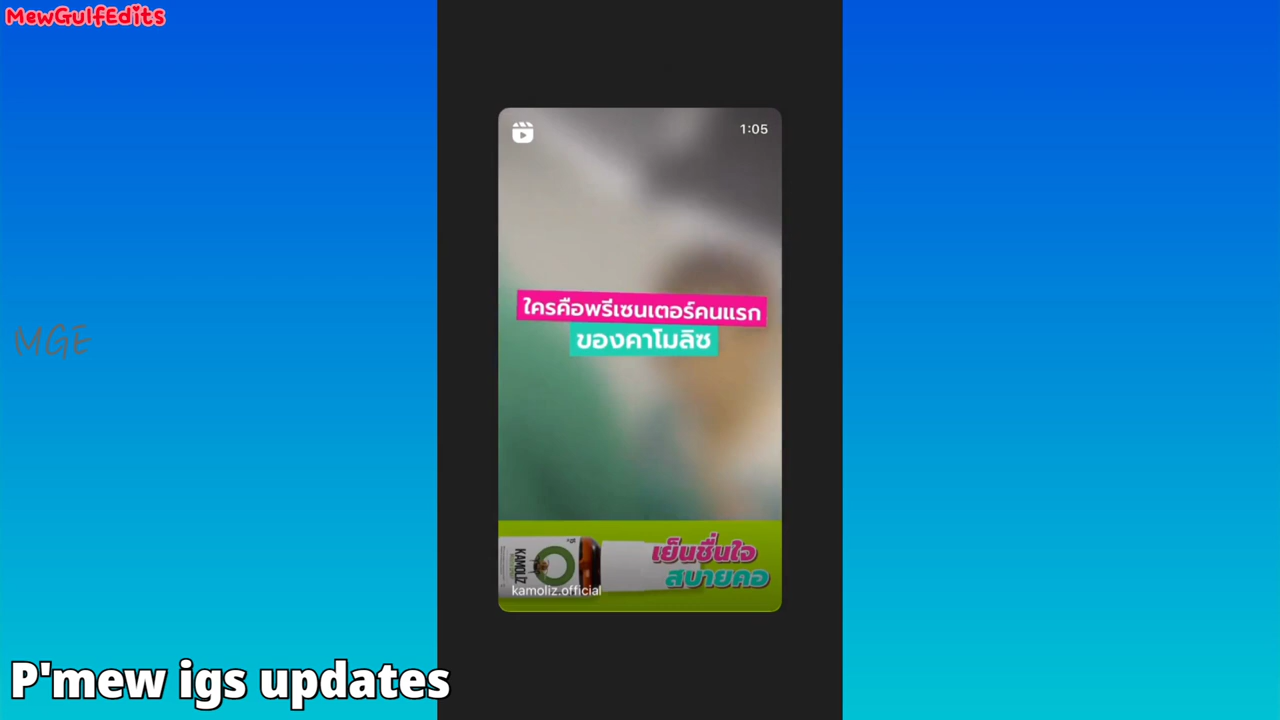 MewGulfEdits
1:05
ใครคือพรีเซนเตอร์คนแรก
ของคาโมลิซ
MGE
KAMOLIZ
เย็นชื่นใจ
สบายคอ
kamoliz.official
P'mew igs updates